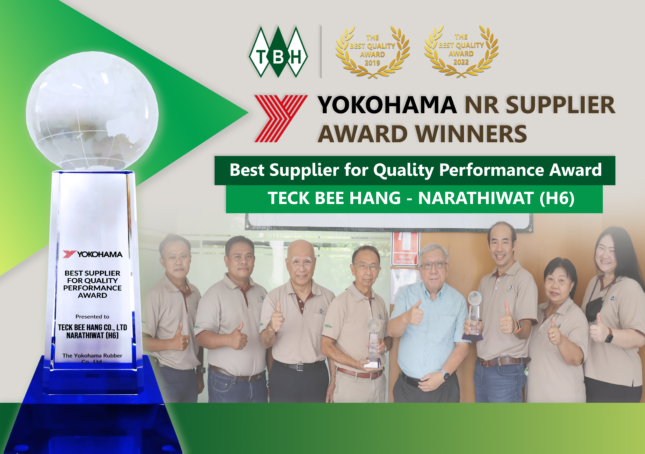 TBH
THE
BEST QUALITY
AWARD
2019
THE
BEST QUALITY
AWARD
2022
YOKOHAMA NR SUPPLIER
AWARD WINNERS
Best Supplier for Quality Performance Award
TECK BEE HANG - NARATHIWAT (H6)
YOKOHAMA
BEST SUPPLIER
FOR QUALITY
PERFORMANCE
AWARD
Presented to
TECK BEE HANG CO., LTD
NARATHIWAT (H6)
The Yokohama Rubber
Co., Ltd.